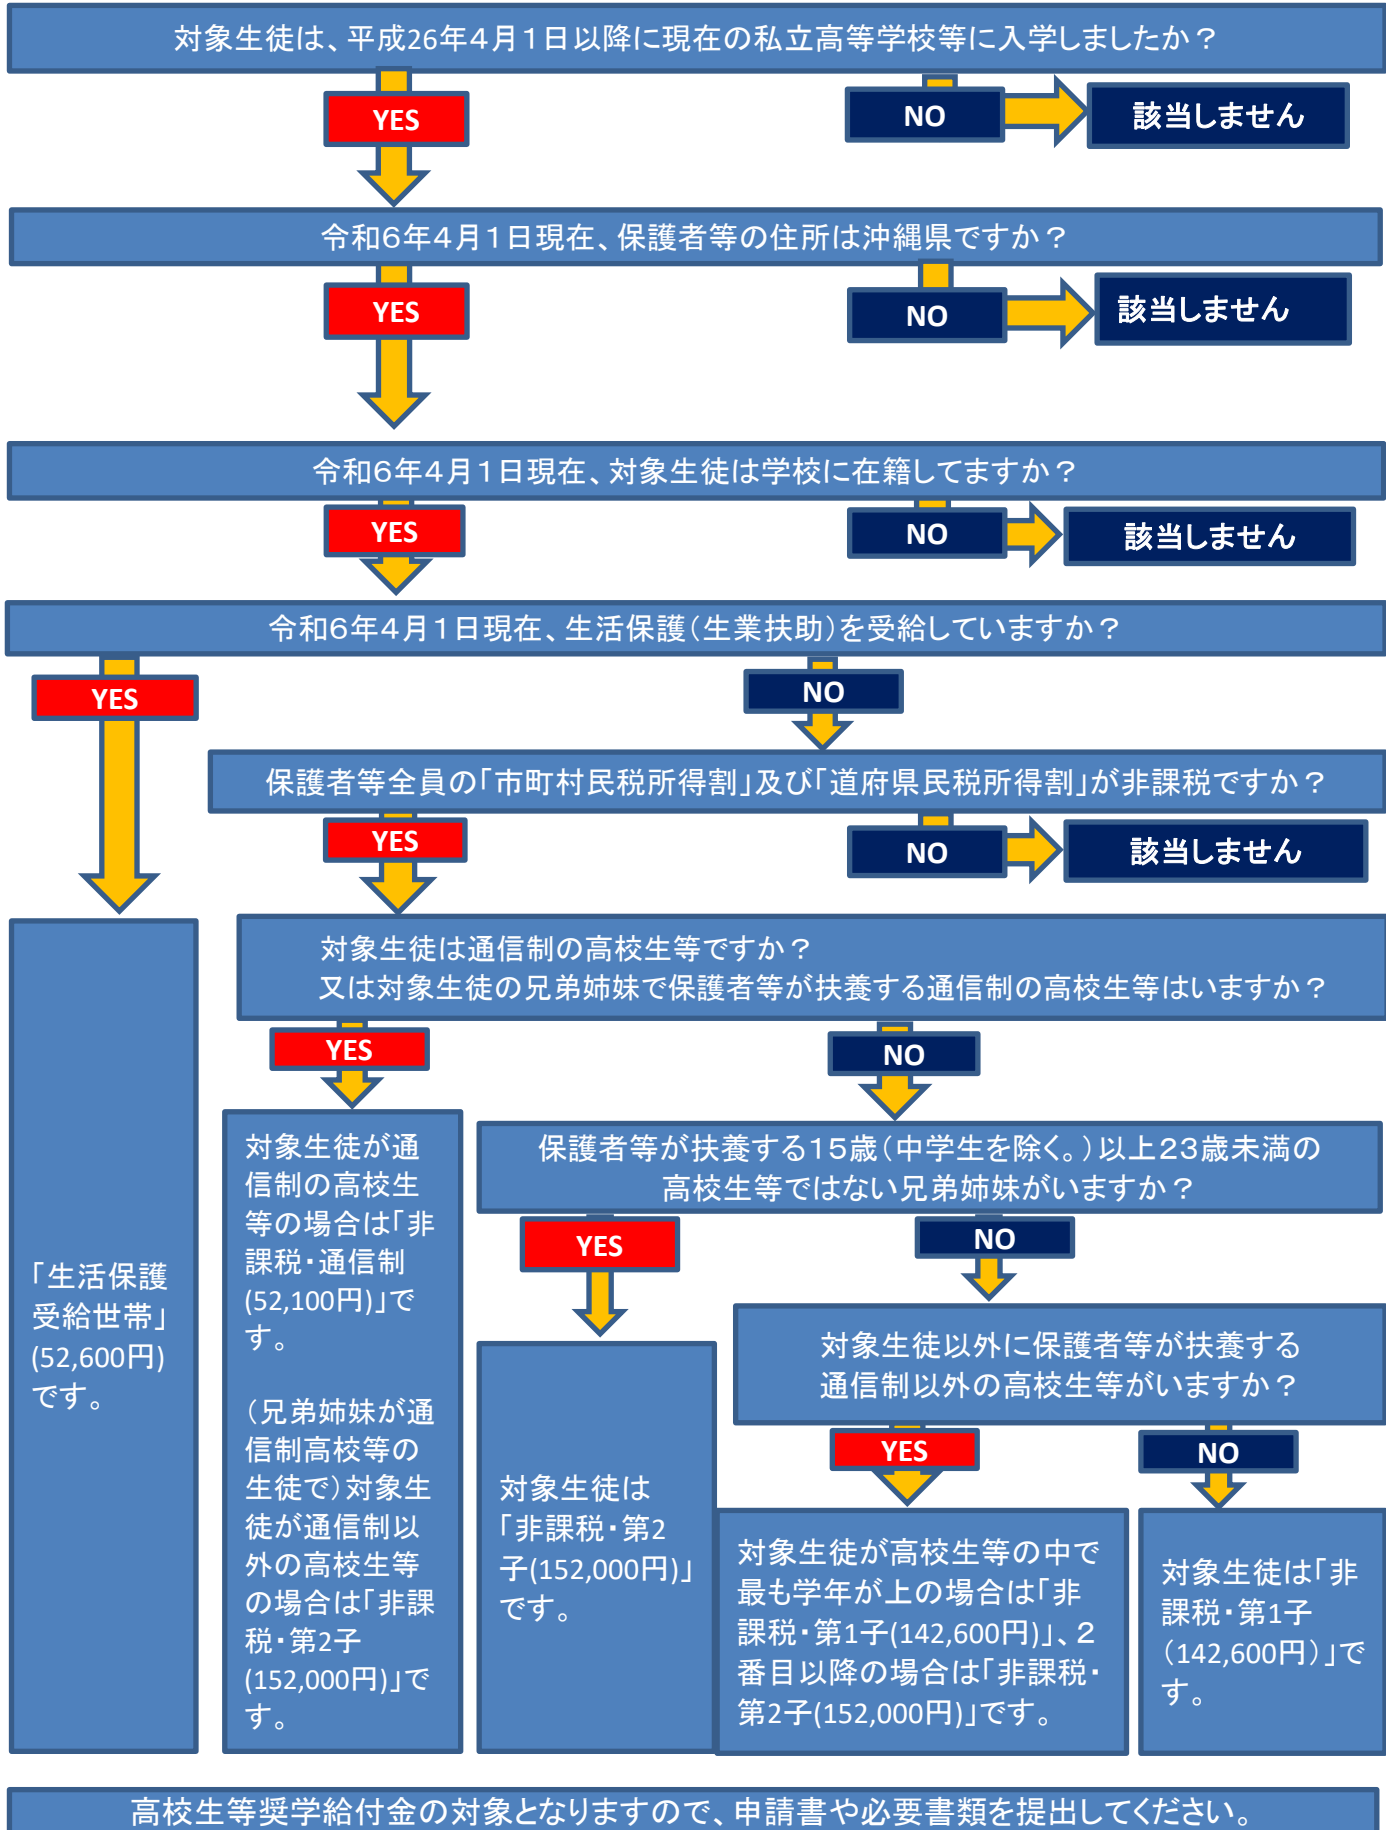 対象生徒は、平成26年４月１日以降に現在の私立高等学校等に入学しましたか？
YES
NO
該当しません
令和６年４月１日現在、保護者等の住所は沖縄県ですか？
YES
NO
該当しません
令和６年４月１日現在、対象生徒は学校に在籍してますか？
YES
NO
該当しません
令和６年４月１日現在、生活保護（生業扶助）を受給していますか？
YES
NO
保護者等全員の「市町村民税所得割」及び「道府県民税所得割」が非課税ですか？
YES
NO
該当しません
対象生徒は通信制の高校生等ですか？
又は対象生徒の兄弟姉妹で保護者等が扶養する通信制の高校生等はいますか？
YES
NO
「生活保護
受給世帯」
(52,600円)
です。
対象生徒が通
信制の高校生
等の場合は「非
課税・通信制
(52,100円)」で
す。
（兄弟姉妹が通
信制高校等の
生徒で）対象生
徒が通信制以
外の高校生等
の場合は「非課
税・第2子
(152,000円)」で
す。
保護者等が扶養する１５歳（中学生を除く。）以上２３歳未満の
高校生等ではない兄弟姉妹がいますか？
YES
NO
対象生徒は
「非課税・第2
子(152,000円)」
です。
対象生徒以外に保護者等が扶養する
通信制以外の高校生等がいますか？
YES
NO
対象生徒が高校生等の中で
最も学年が上の場合は「非
課税・第1子(142,600円)」、２
番目以降の場合は「非課税・
第2子(152,000円)」です。
対象生徒は「非
課税・第1子
（142,600円）」で
す。
高校生等奨学給付金の対象となりますので、申請書や必要書類を提出してください。